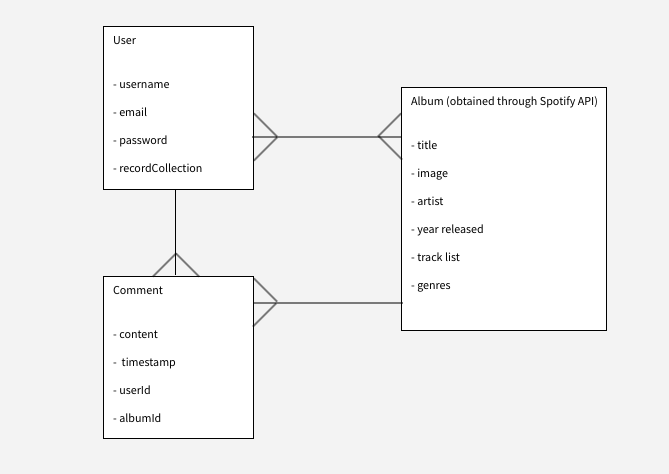 User
- username
- email
- password
- recordCollection
Album (obtained through Spotify API)
- title
- image
- artist
- year released
- track list
- genres
Comment
- content
-  timestamp
- userId
- albumId